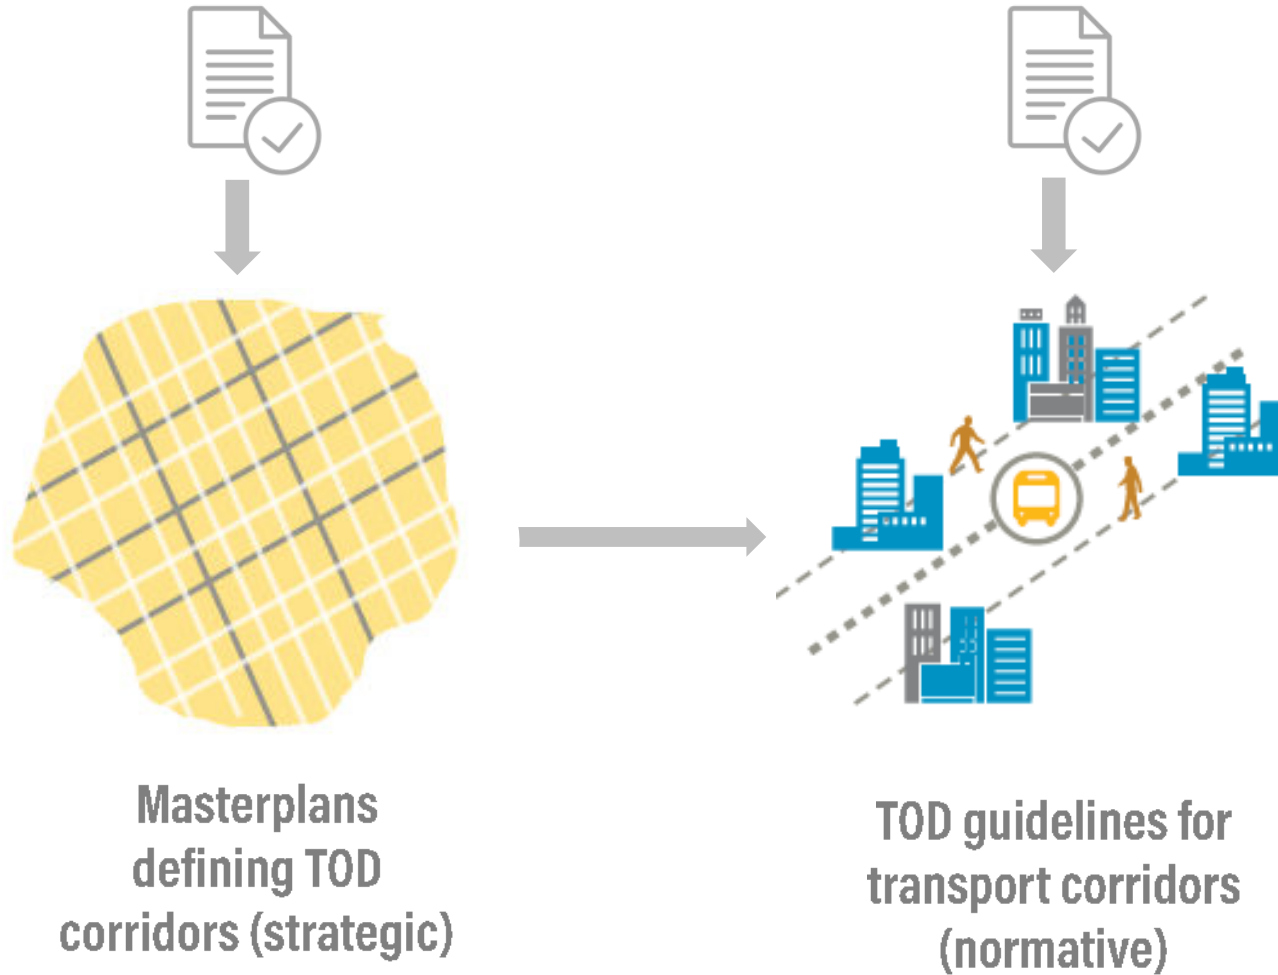 Masterplans
defining TOD
corridors (strategic)
TOD guidelines for
transport corridors
(normative)